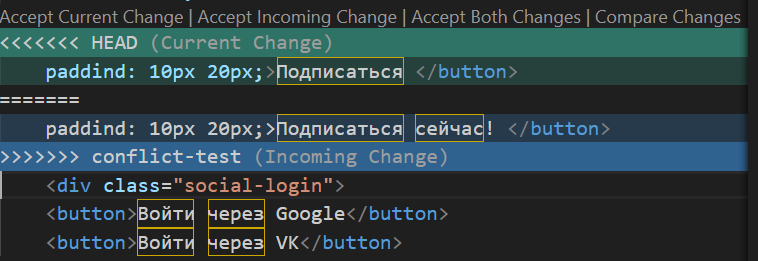 Accept Current Change | Accept Incoming Change | Accept Both Changes | Compare Changes
<<<<<<< HEAD (Current Change)
paddind: 10px 20px;>Подписаться </button>
=======
paddind: 10px 20px;>Подписаться сейчас! </button>
>>>>>>> conflict-test (Incoming Change)
<div class="social-login">
<button>Войти через Google</button>
<button>Войти через VK</button>